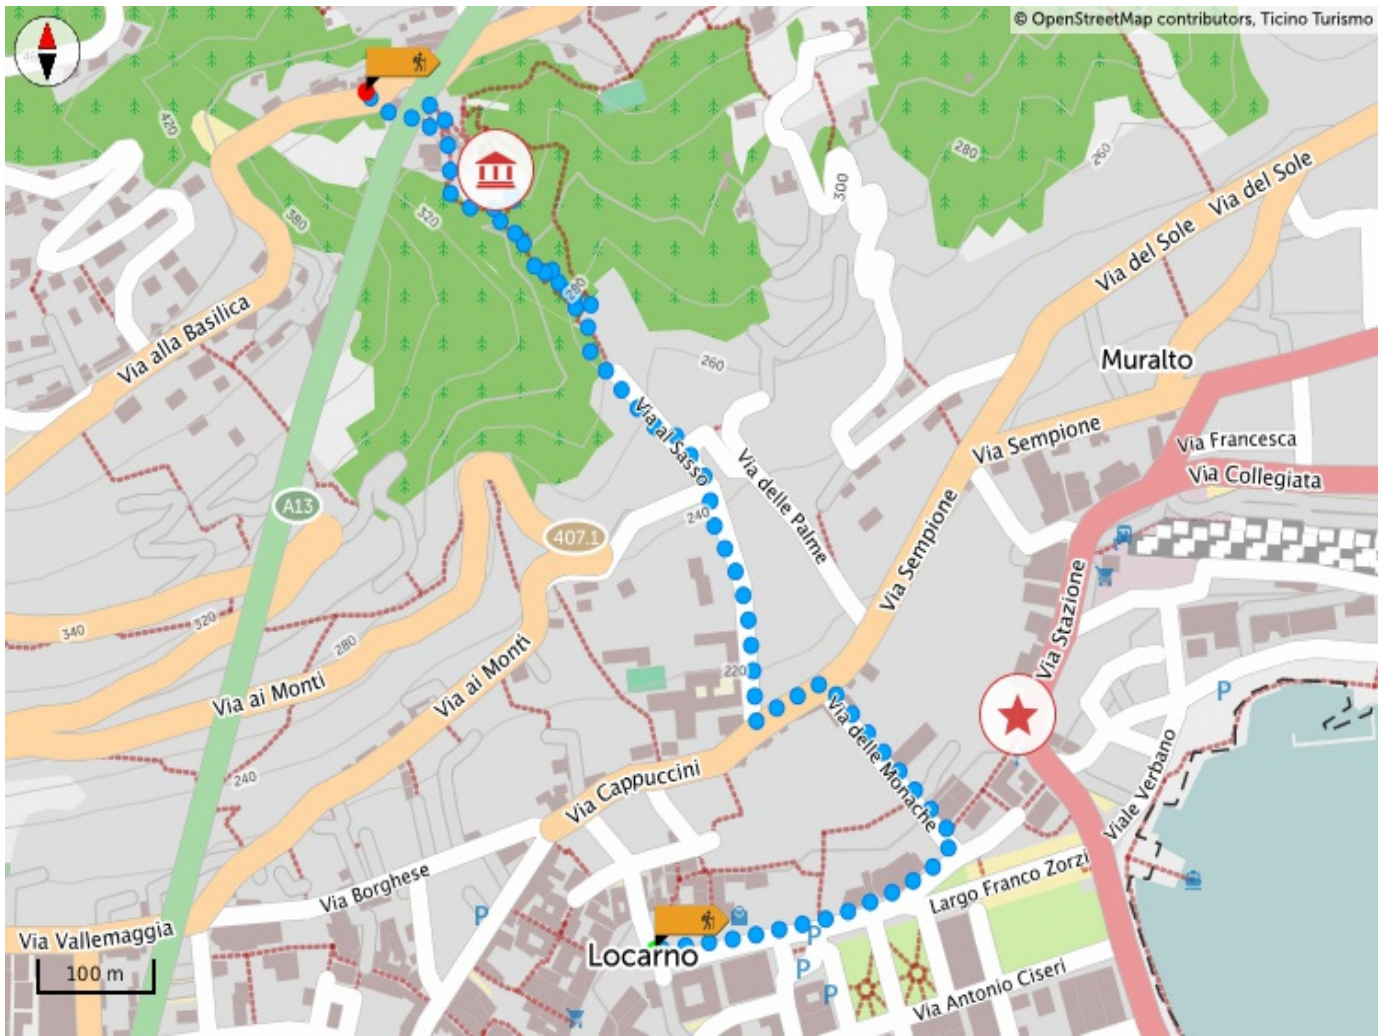 © OpenStreetMap contributors, Ticino Turismo
420
380
320
300
280
260
Via del Sole
Via del Sole
280
Via alla Basilica
260
Muralto
Via ai Sasso
Via delle Palme
Via Sempione
Via Francesca
Via Collegiata
A13
240
407.1
Via Sempione
Via Stazione
340
320
280
Via ai Monti
Via ai Monti
220
P
Via delle Monache
Viale Verbano
240
Via Cappuccini
Via Borghese
Largo Franco Zorzi
P
Via Vallemaggia
P
Locarno
P
P
Via Antonio Ciseri
100 m